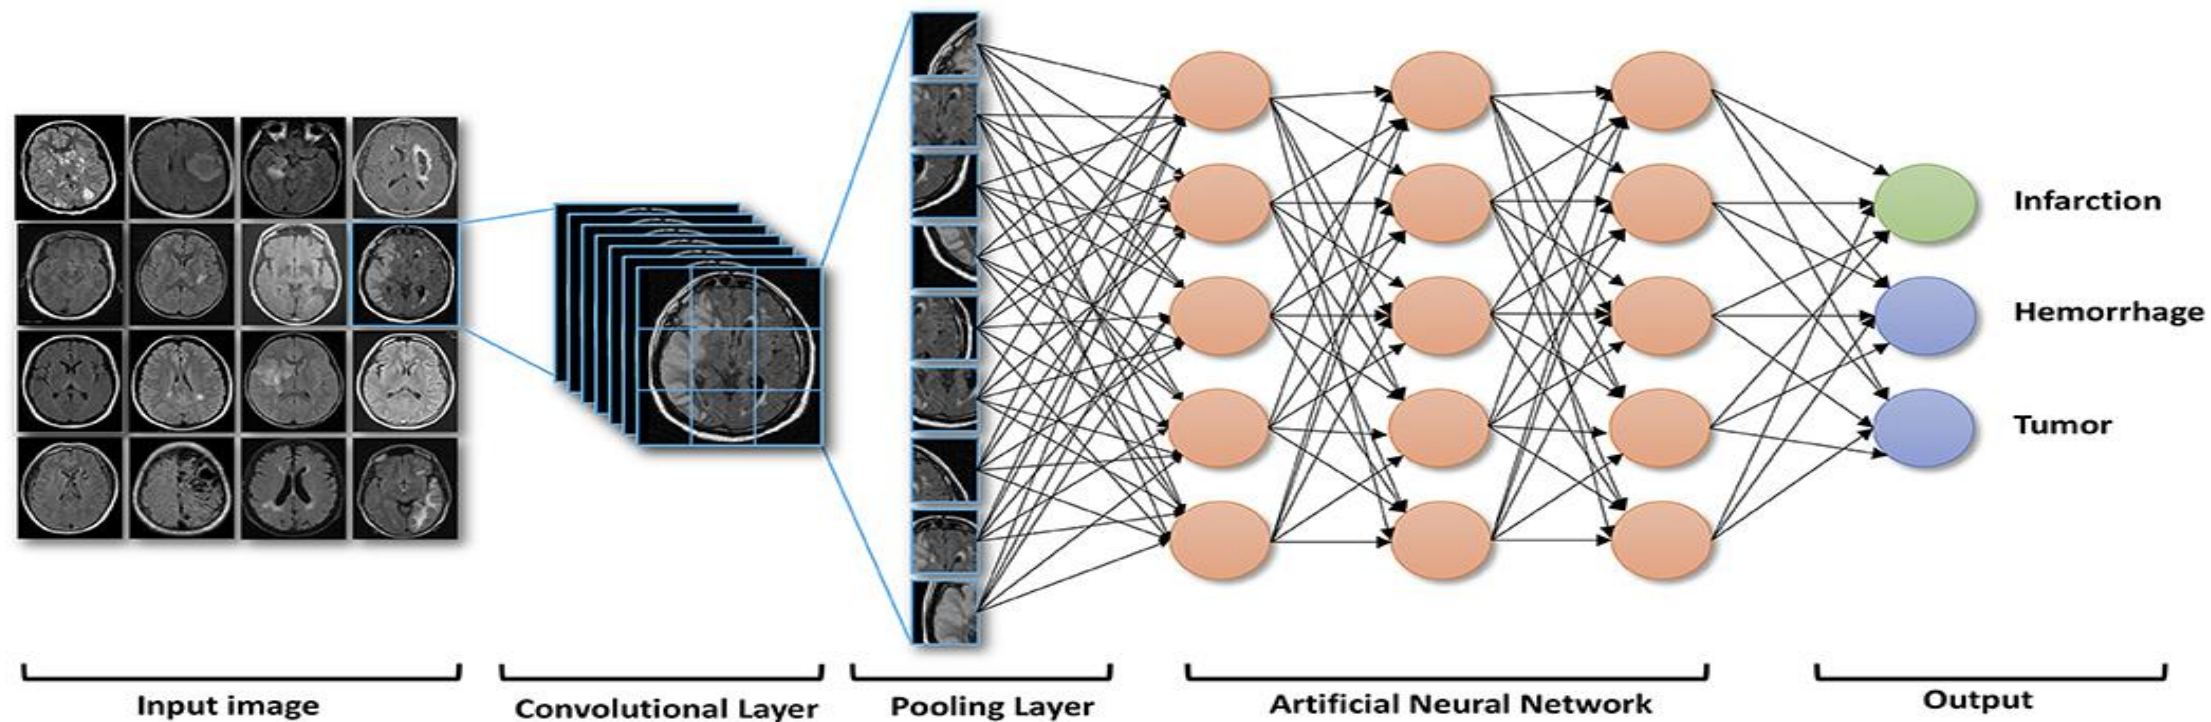 Infarction
Hemorrhage
Tumor
Input image
Convolutional Layer
Pooling Layer
Artificial Neural Network
Output